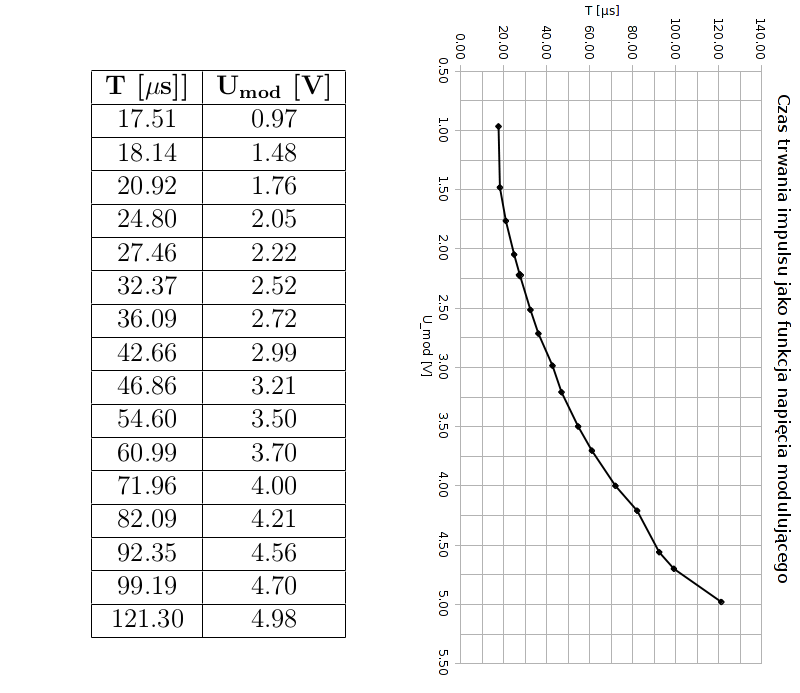 T [μs]] U_mod [V]
17.51 0.97
18.14 1.48
20.92 1.76
24.80 2.05
27.46 2.22
32.37 2.52
36.09 2.72
42.66 2.99
46.86 3.21
54.60 3.50
60.99 3.70
71.96 4.00
82.09 4.21
92.35 4.56
99.19 4.70
121.30 4.98
Czas trwania impulsu jako funkcja napięcia modulującego
T [μs]
0.00 20.00 40.00 60.00 80.00 100.00 120.00 140.00
0.50 1.00 1.50 2.00 2.50 3.00 3.50 4.00 4.50 5.00 5.50
U_mod [V]